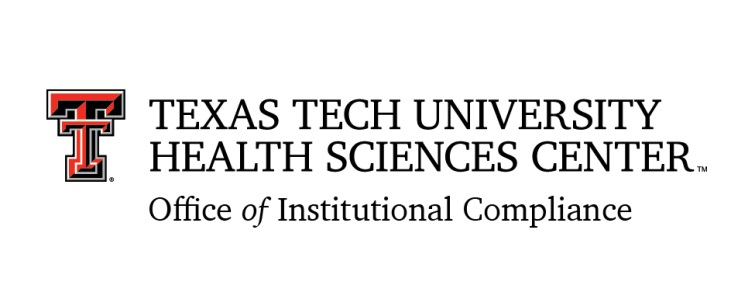 TEXAS TECH UNIVERSITY
HEALTH SCIENCES CENTER™
Office of Institutional Compliance